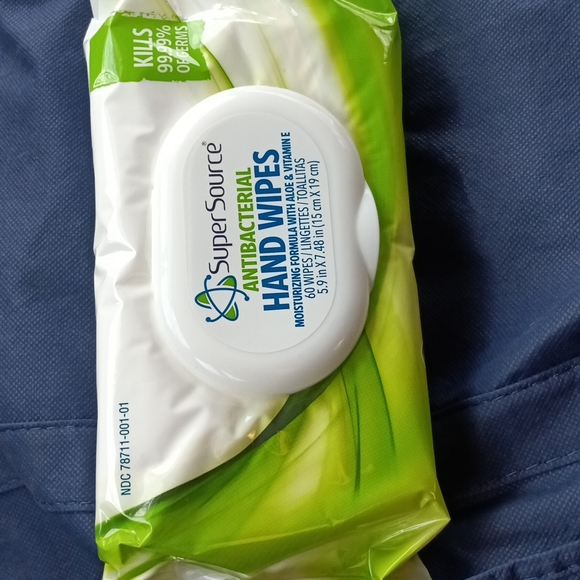 KILLS
99.99%
OF GERMS
SuperSource®
ANTIBACTERIAL
HAND WIPES
MOISTURIZING FORMULA WITH ALOE & VITAMIN E
60 WIPES / LINGETTES / TOALLITAS
5.9 in X 7.48 in (15 cm X 19 cm)
NDC 78711-001-01